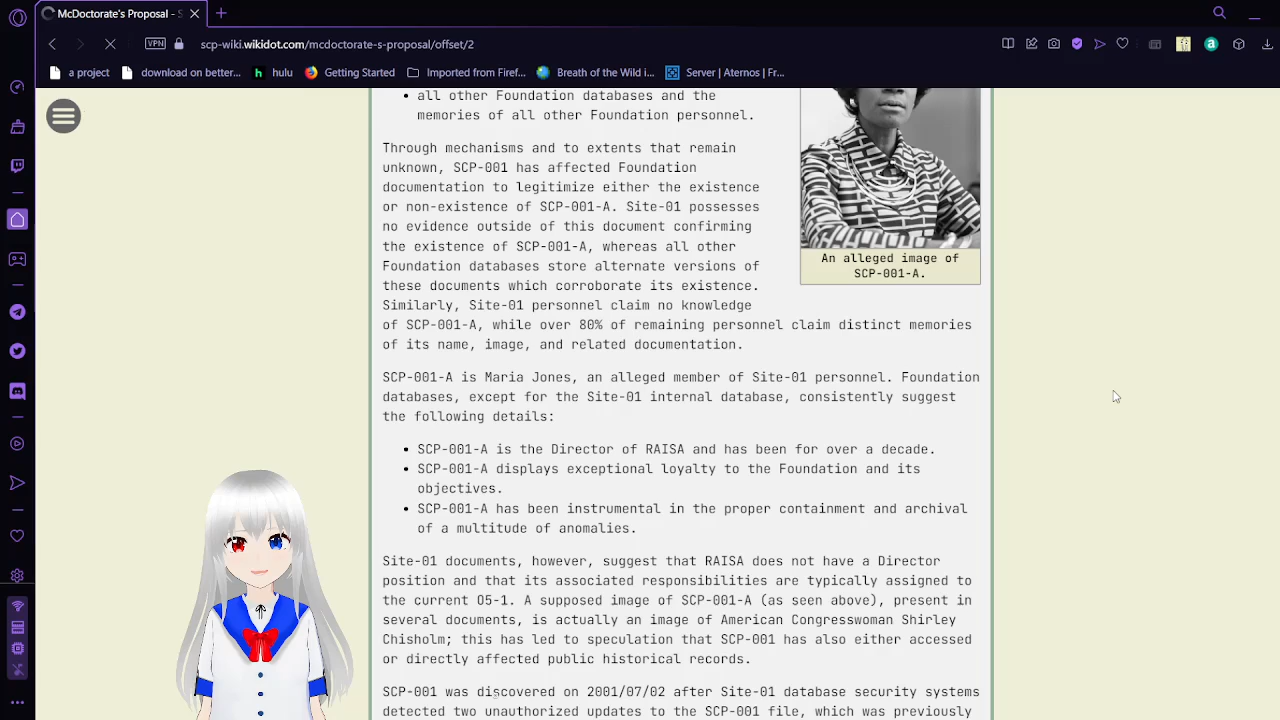 McDoctorate's Proposal - S
VPN
scp-wiki.wikidot.com/mcdoctorate-s-proposal/offset/2
a project
download on better...
hulu
Getting Started
Imported from Firef...
Breath of the Wild i...
Server | Aternos | Fr...
all other Foundation databases and the
memories of all other Foundation personnel.
Through mechanisms and to extents that remain
unknown, SCP-001 has affected Foundation
documentation to legitimize either the existence
or non-existence of SCP-001-A. Site-01 possesses
no evidence outside of this document confirming
the existence of SCP-001-A, whereas all other
Foundation databases store alternate versions of
these documents which corroborate its existence.
Similarly, Site-01 personnel claim no knowledge
of SCP-001-A, while over 80% of remaining personnel claim distinct memories
of its name, image, and related documentation.
An alleged image of
SCP-001-A.
SCP-001-A is Maria Jones, an alleged member of Site-01 personnel. Foundation
databases, except for the Site-01 internal database, consistently suggest
the following details:
SCP-001-A is the Director of RAISA and has been for over a decade.
SCP-001-A displays exceptional loyalty to the Foundation and its
objectives.
SCP-001-A has been instrumental in the proper containment and archival
of a multitude of anomalies.
Site-01 documents, however, suggest that RAISA does not have a Director
position and that its associated responsibilities are typically assigned to
the current O5-1. A supposed image of SCP-001-A (as seen above), present in
several documents, is actually an image of American Congresswoman Shirley
Chisholm; this has led to speculation that SCP-001 has also either accessed
or directly affected public historical records.
SCP-001 was discovered on 2001/07/02 after Site-01 database security systems
detected two unauthorized updates to the SCP-001 file, which was previously